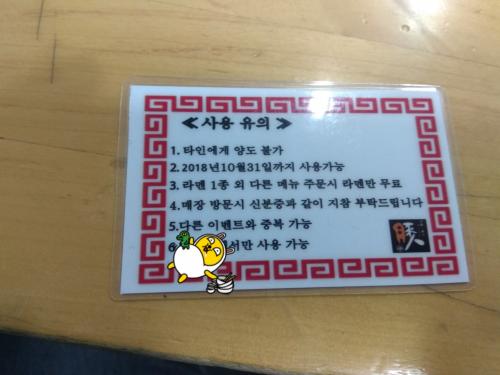 ≪사용 유의≫
1. 타인에게 양도 불가
2. 2018년10월31일까지 사용가능
3. 라멘 1종 외 다른 메뉴 주문시 라멘만 무료
4. 매장 방문시 신분증과 같이 지참 부탁드립니다
5.다른 이벤트와 중복 가능
서만 사용 가능